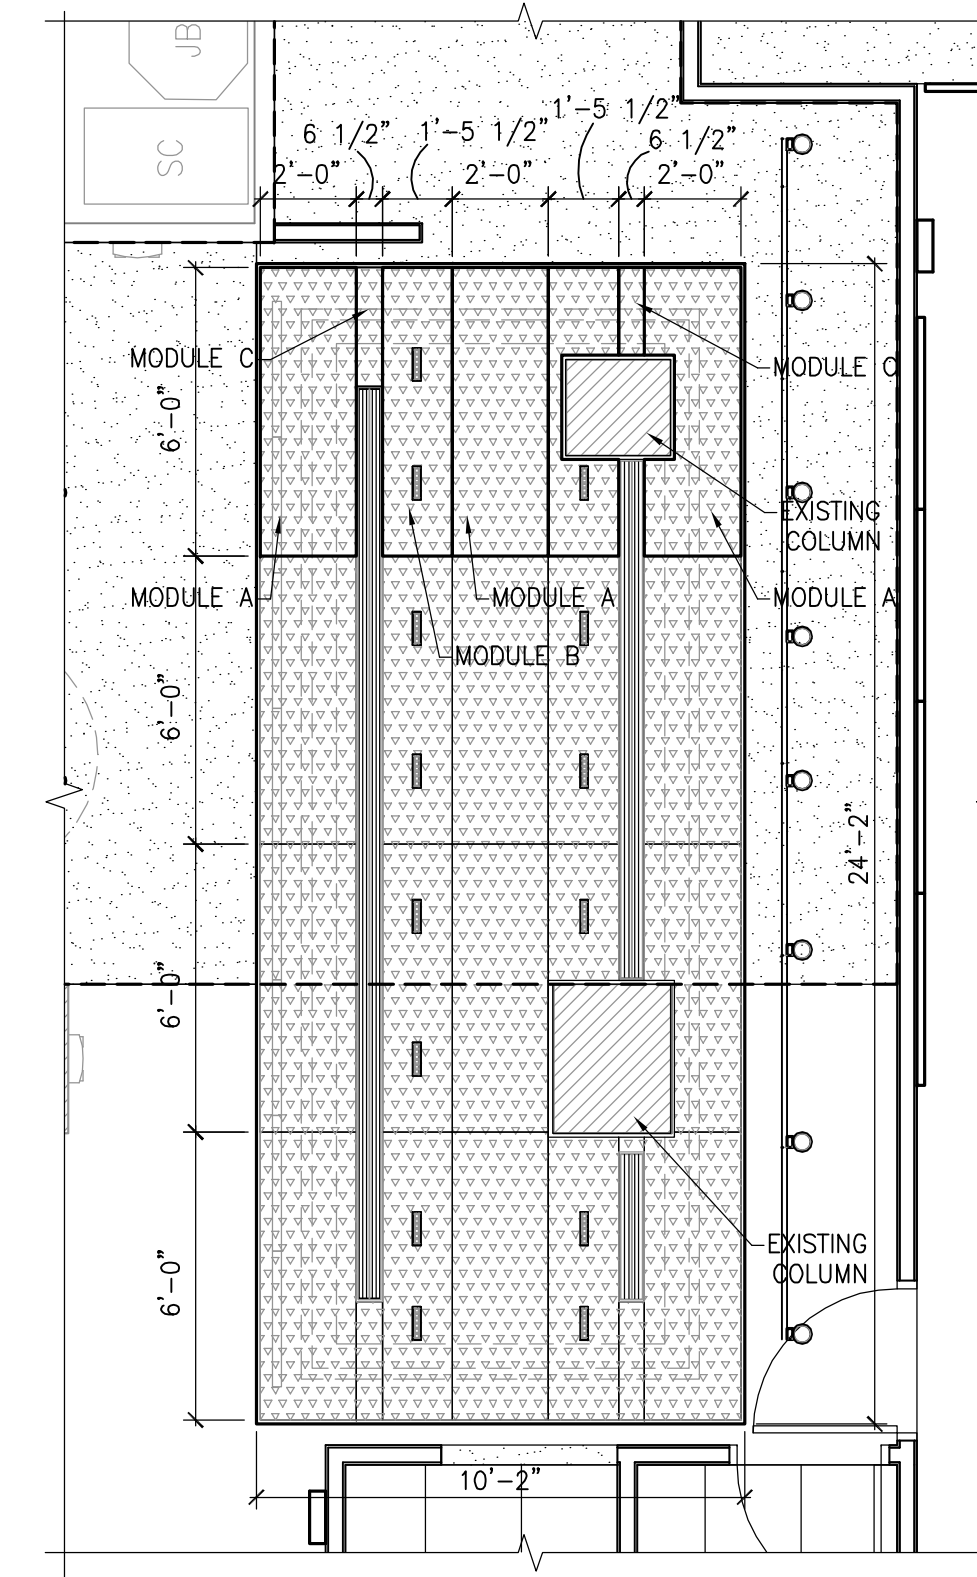 JB
SC
1'-5 1/2"
6 1/2"
1'-5 1/2"
6 1/2"
2'-0"
2'-0"
2'-0"
MODULE C
MODULE C
6'-0"
EXISTING
COLUMN
MODULE A
MODULE A
MODULE A
MODULE B
6'-0"
24'-2"
6'-0"
EXISTING
COLUMN
6'-0"
10'-2"